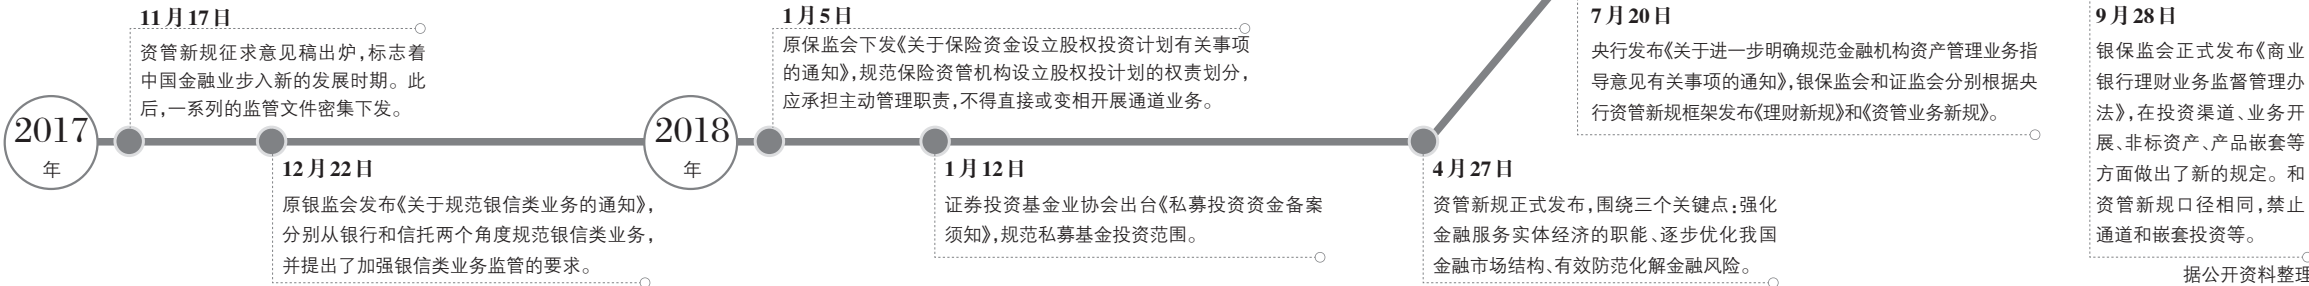 2017
年
11月17日
资管新规征求意见稿出炉，标志着
中国金融业步入新的发展时期。此
后，一系列的监管文件密集下发。
12月22日
原银监会发布《关于规范银信类业务的通知》，
分别从银行和信托两个角度规范银信类业务，
并提出了加强银信类业务监管的要求。
2018
年
1月5日
原保监会下发《关于保险资金设立股权投资计划有关事项
的通知》，规范保险资管机构设立股权投计划的权责划分，
应承担主动管理职责，不得直接或变相开展通道业务。
1月12日
证券投资基金业协会出台《私募投资资金备案
须知》，规范私募基金投资范围。
4月27日
资管新规正式发布，围绕三个关键点：强化
金融服务实体经济的职能、逐步优化我国
金融市场结构、有效防范化解金融风险。
7月20日
央行发布《关于进一步明确规范金融机构资产管理业务指
导意见有关事项的通知》，银保监会和证监会分别根据央
行资管新规框架发布《理财新规》和《资管业务新规》。
9月28日
银保监会正式发布《商业
银行理财业务监督管理办
法》，在投资渠道、业务开
展、非标资产、产品嵌套等
方面做出了新的规定。和
资管新规口径相同，禁止
通道和嵌套投资等。
据公开资料整理